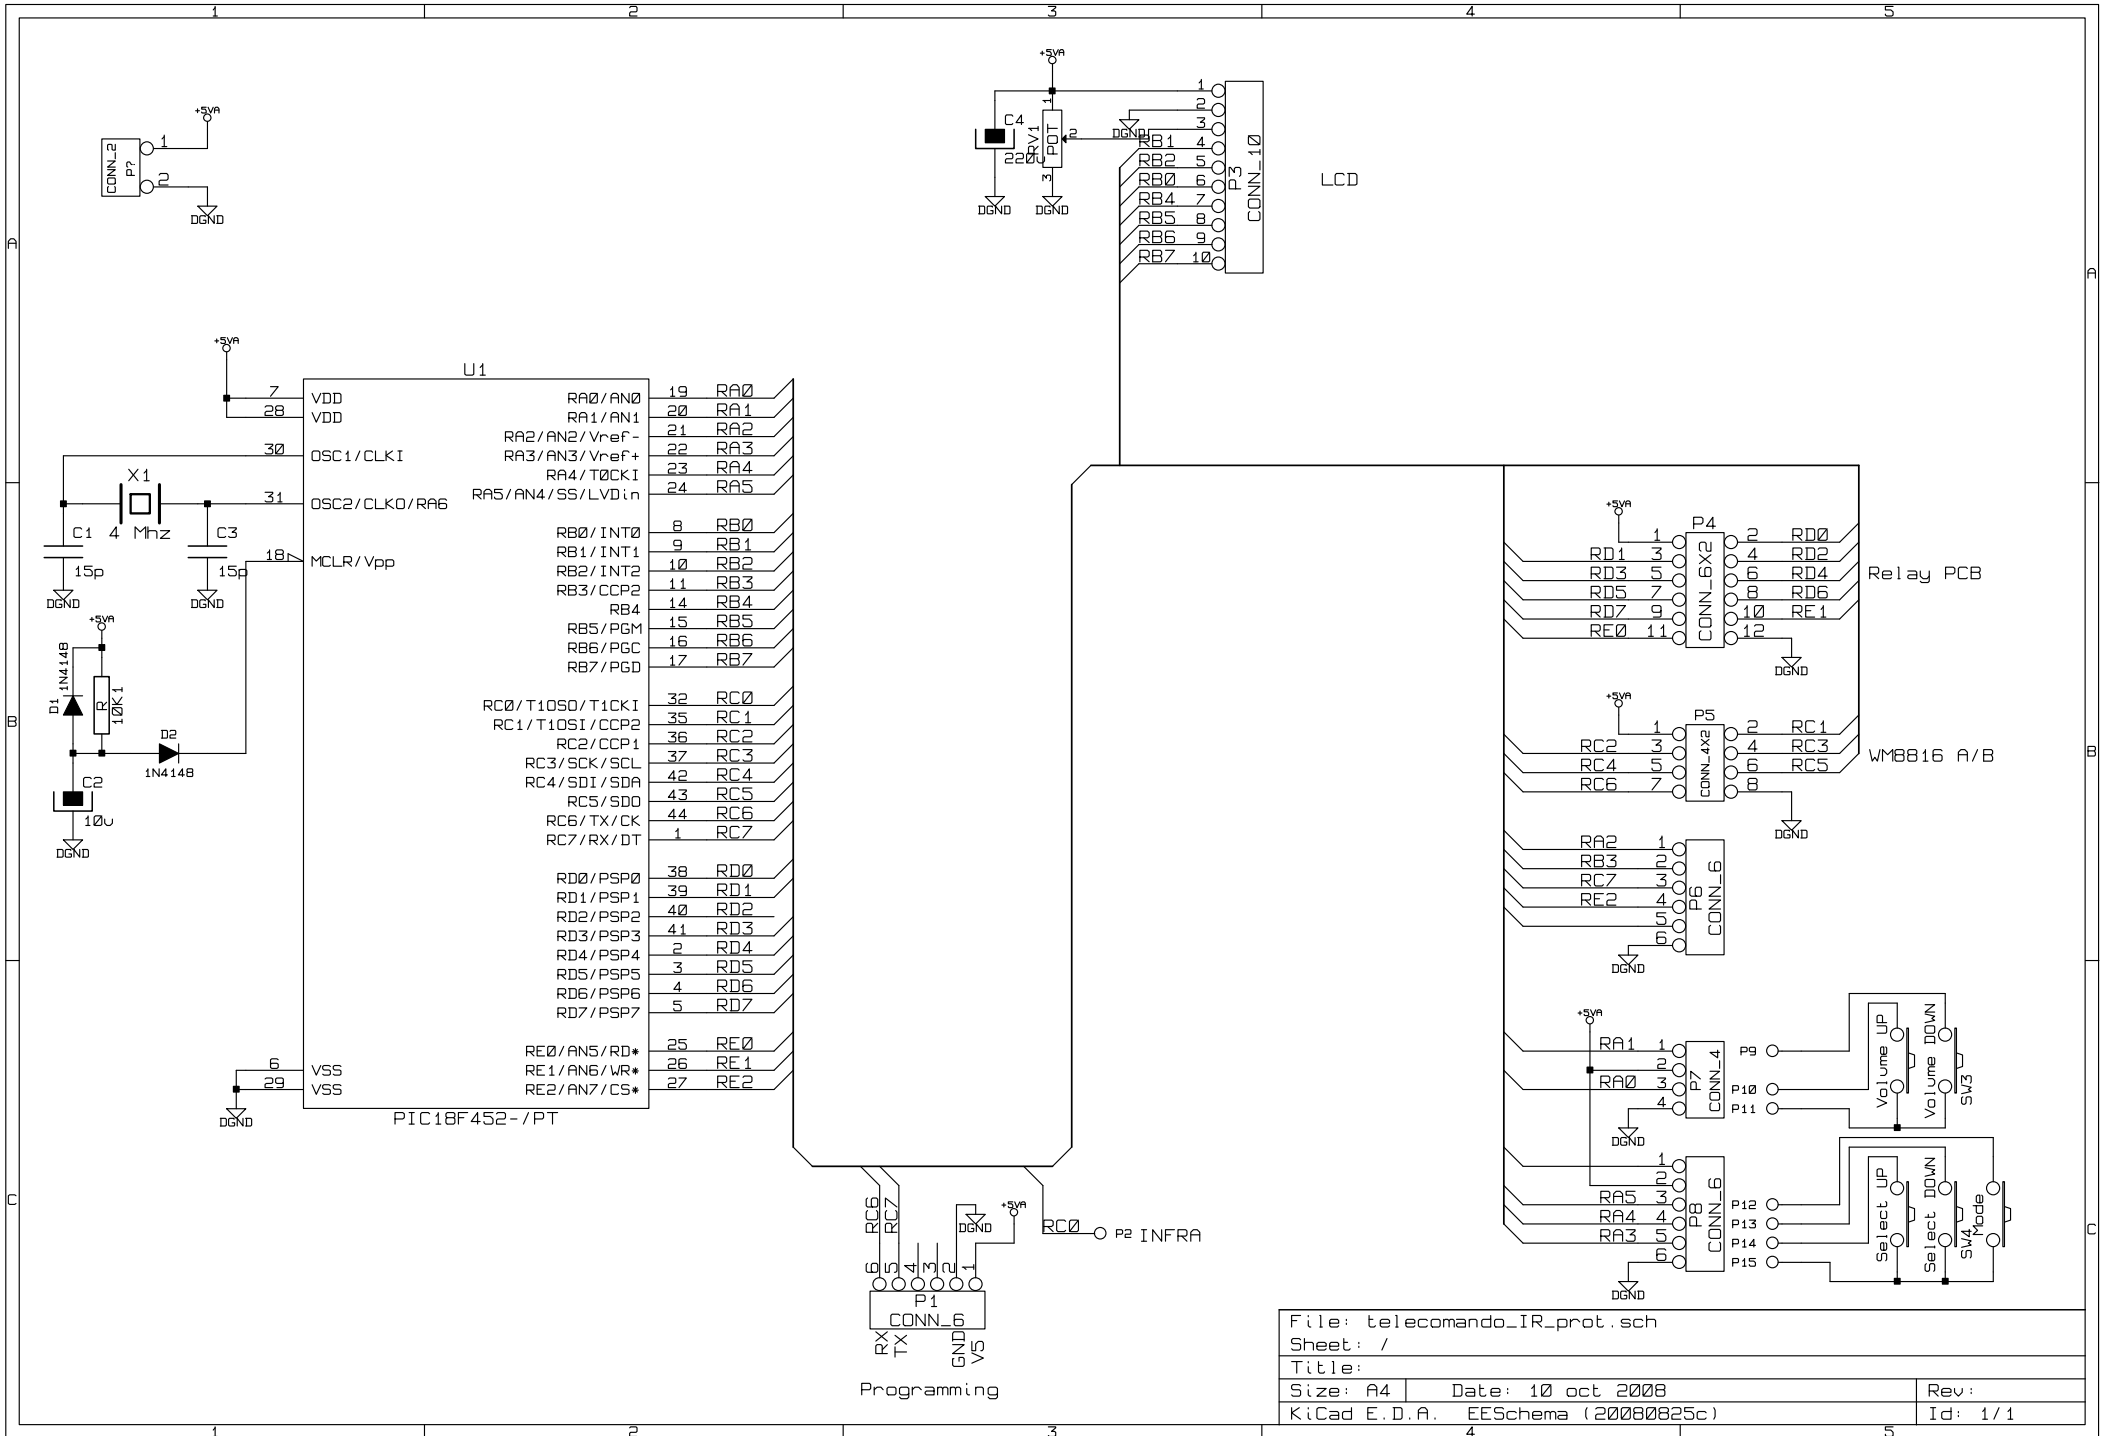 1 2 3 4 5
A
B
C
A
B
C
1 2 3 4 5
+5VA
CONN_2
P?
1
2
DGND
+5VA
C4
220u
DGND
RV1
POT
1
2
3
DGND
DGND
1
2
3
RB1 4
RB2 5
RB0 6
RB4 7
RB5 8
RB6 9
RB7 10
P3
CONN_10
LCD
+5VA
U1
7 VDD
28 VDD
30 OSC1/CLKI
31 OSC2/CLKO/RA6
18 MCLR/Vpp
6 VSS
29 VSS
DGND
RA0/AN0 19 RA0
RA1/AN1 20 RA1
RA2/AN2/Vref- 21 RA2
RA3/AN3/Vref+ 22 RA3
RA4/T0CKI 23 RA4
RA5/AN4/SS/LVDin 24 RA5
RB0/INT0 8 RB0
RB1/INT1 9 RB1
RB2/INT2 10 RB2
RB3/CCP2 11 RB3
RB4 14 RB4
RB5/PGM 15 RB5
RB6/PGC 16 RB6
RB7/PGD 17 RB7
RC0/T1OSO/T1CKI 32 RC0
RC1/T1OSI/CCP2 35 RC1
RC2/CCP1 36 RC2
RC3/SCK/SCL 37 RC3
RC4/SDI/SDA 42 RC4
RC5/SDO 43 RC5
RC6/TX/CK 44 RC6
RC7/RX/DT 1 RC7
RD0/PSP0 38 RD0
RD1/PSP1 39 RD1
RD2/PSP2 40 RD2
RD3/PSP3 41 RD3
RD4/PSP4 2 RD4
RD5/PSP5 3 RD5
RD6/PSP6 4 RD6
RD7/PSP7 5 RD7
RE0/AN5/RD* 25 RE0
RE1/AN6/WR* 26 RE1
RE2/AN7/CS* 27 RE2
PIC18F452-/PT
X1
4 Mhz
C1
15p
DGND
C3
15p
DGND
+5VA
D1
1N4148
R
10K1
D2
1N4148
C2
10u
DGND
+5VA
P4
CONN_6X2
1 2 RD0
RD1 3 4 RD2
RD3 5 6 RD4
RD5 7 8 RD6
RD7 9 10 RE1
RE0 11 12
DGND
Relay PCB
+5VA
P5
CONN_4X2
1 2 RC1
RC2 3 4 RC3
RC4 5 6 RC5
RC6 7 8
DGND
WM8816 A/B
RA2 1
RB3 2
RC7 3
RE2 4
5
6
P6
CONN_6
DGND
+5VA
RA1 1
2
RA0 3
4
P7
CONN_4
DGND
P9
P10
P11
Volume UP
Volume DOWN
SW3
1
2
RA5 3
RA4 4
RA3 5
6
P8
CONN_6
DGND
P12
P13
P14
P15
Select UP
Select DOWN
SW4
Mode
RC6
RC7
DGND
+5VA
RC0
P2 INFRA
6 5 4 3 2 1
P1
CONN_6
RX
TX
GND
V5
Programming
File: telecomando_IR_prot.sch
Sheet: /
Title:
Size: A4 Date: 10 oct 2008 Rev:
KiCad E.D.A. EESchema (20080825c) Id: 1/1